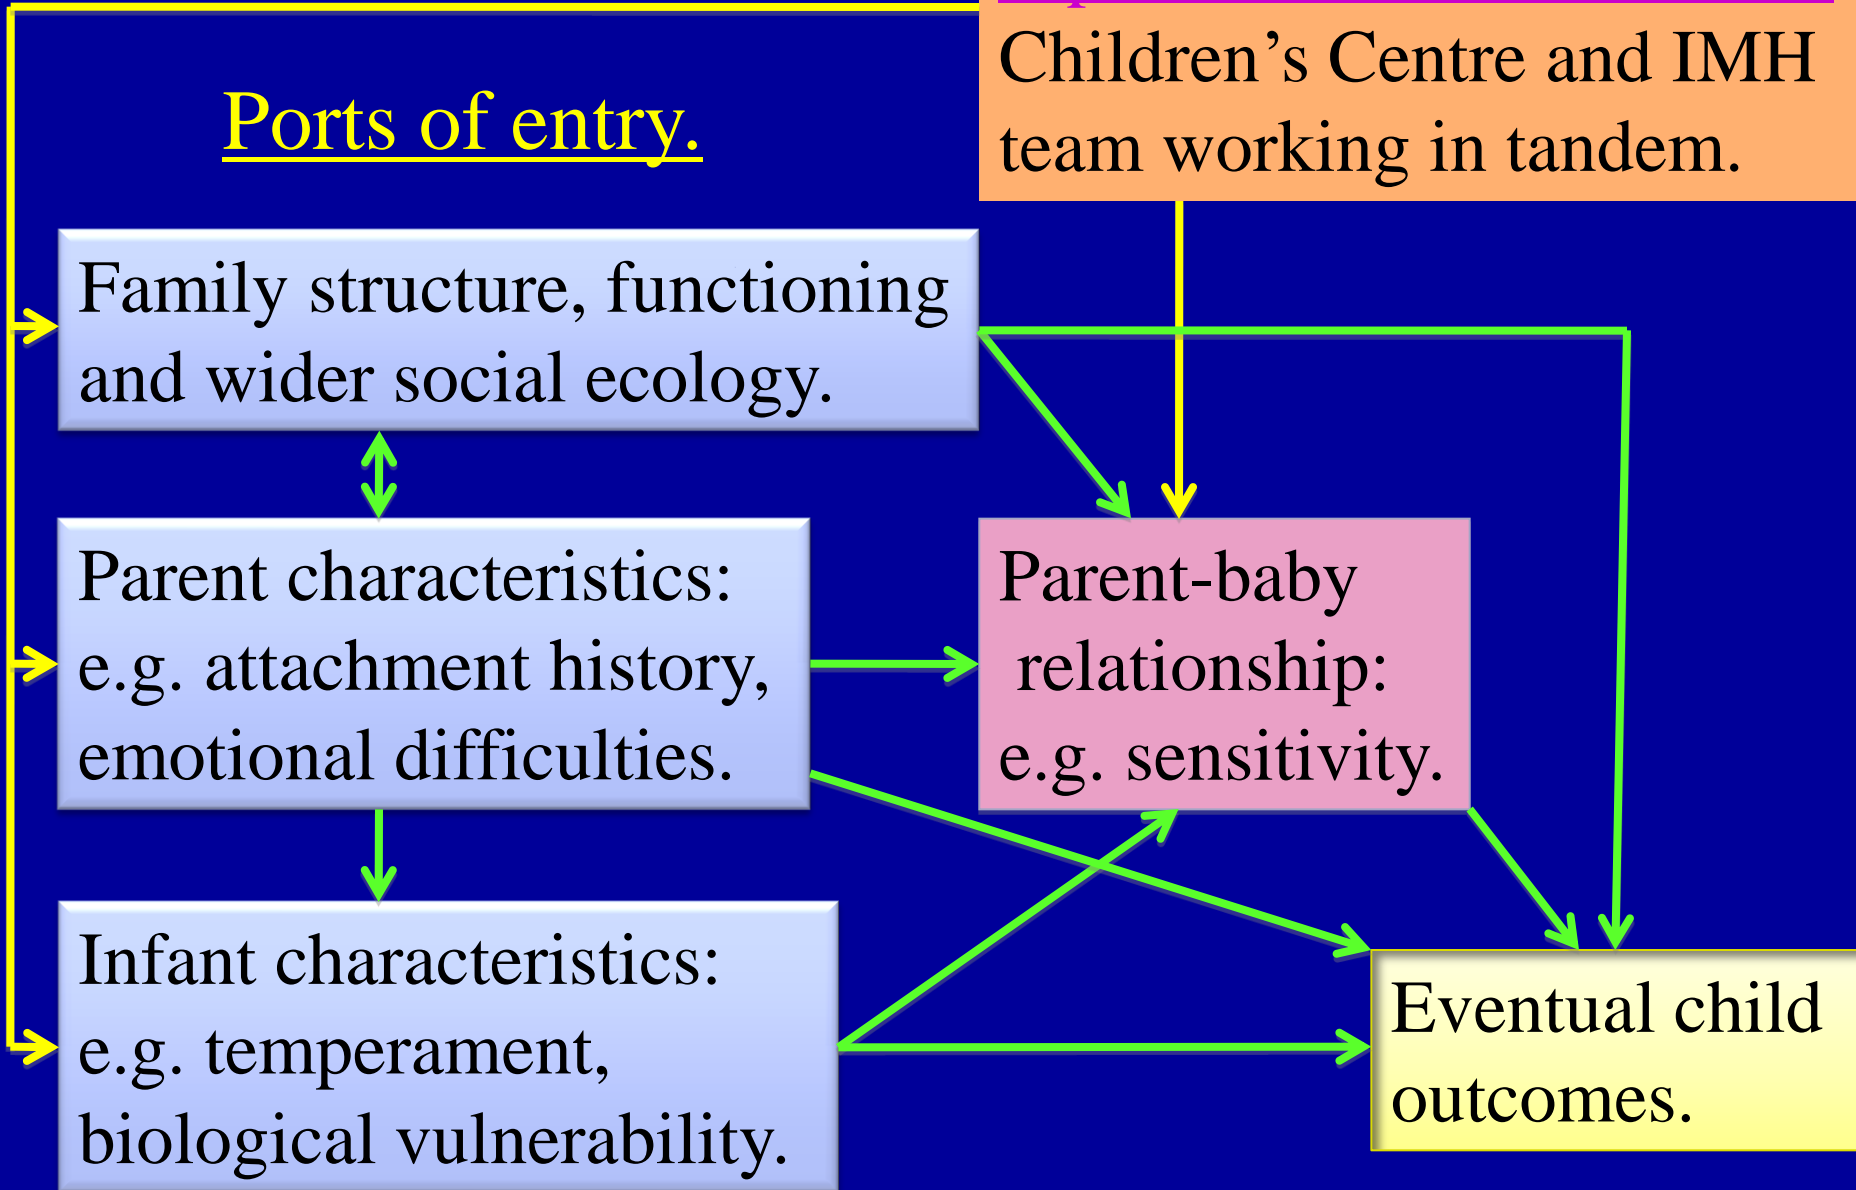 Ports of entry.
Children’s Centre and IMH
team working in tandem.
Family structure, functioning
and wider social ecology.
Parent characteristics:
e.g. attachment history,
emotional difficulties.
Parent-baby
relationship:
e.g. sensitivity.
Infant characteristics:
e.g. temperament,
biological vulnerability.
Eventual child
outcomes.